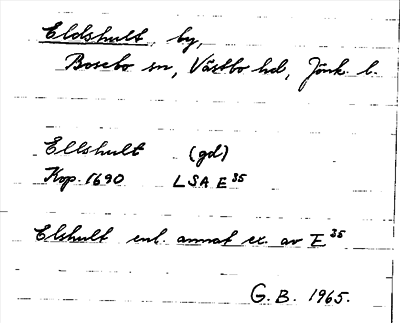 Eldshult, by,
Bosebo sn, Västbo hd, Jönk. l.
Ellshult (gd)
Kop. 1690 LSA E35
Elshult enl. annat ex. av E35
G. B. 1965.